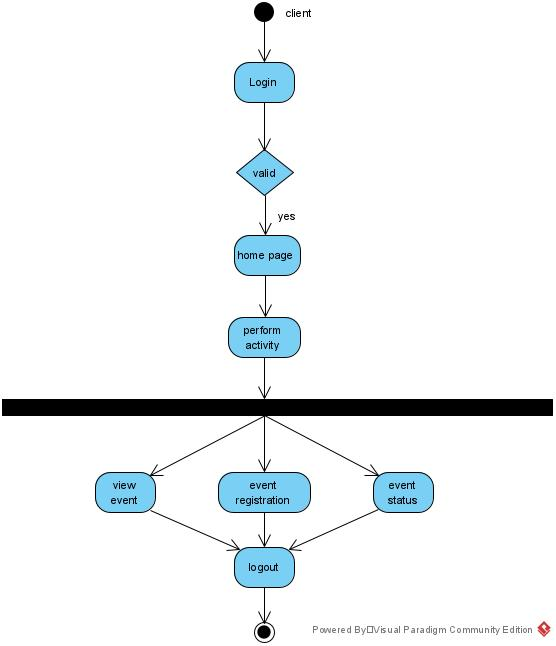 client
Login
valid
yes
home page
perform
activity
view
event
event
registration
event
status
logout
Powered By□Visual Paradigm Community Edition